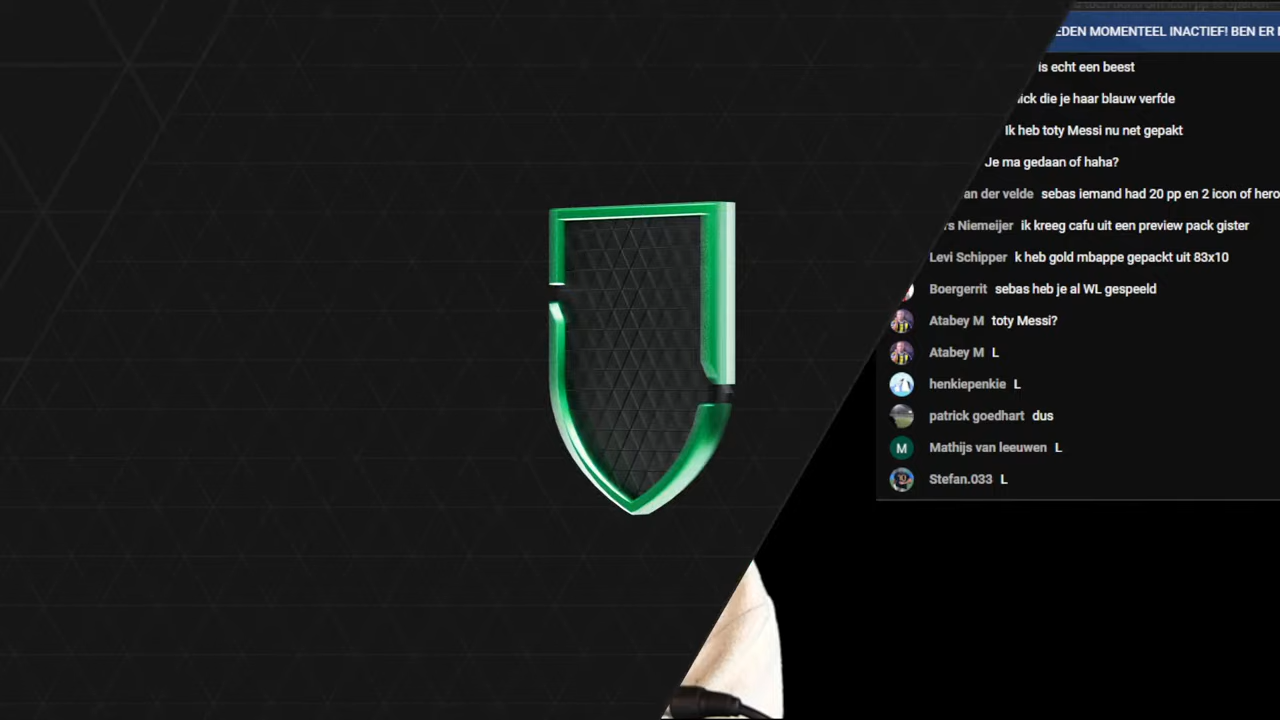 EDEN MOMENTEEL INACTIEF! BEN ER
is echt een beest
ick die je haar blauw verfde
Ik heb toty Messi nu net gepakt
Je ma gedaan of haha?
an der velde sebas iemand had 20 pp en 2 icon of hero
rs Niemeijer ik kreeg cafu uit een preview pack gister
Levi Schipper k heb gold mbappe gepackt uit 83x10
Boergerrit sebas heb je al WL gespeeld
Atabey M toty Messi?
Atabey M L
henkiepenkie L
patrick goedhart dus
M Mathijs van leeuwen L
Stefan.033 L